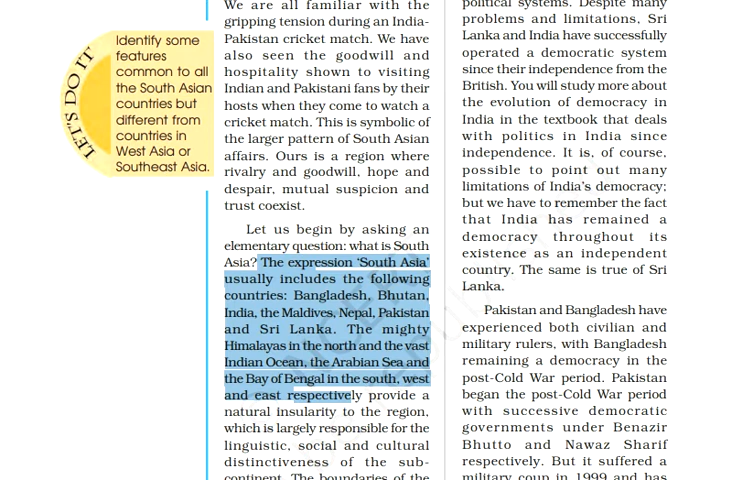 LET'S DO IT
Identify some
features
common to all
the South Asian
countries but
different from
countries in
West Asia or
Southeast Asia.
We are all familiar with the
gripping tension during an India-
Pakistan cricket match. We have
also seen the goodwill and
hospitality shown to visiting
Indian and Pakistani fans by their
hosts when they come to watch a
cricket match. This is symbolic of
the larger pattern of South Asian
affairs. Ours is a region where
rivalry and goodwill, hope and
despair, mutual suspicion and
trust coexist.
Let us begin by asking an
elementary question: what is South
Asia? The expression ‘South Asia’
usually includes the following
countries: Bangladesh, Bhutan,
India, the Maldives, Nepal, Pakistan
and Sri Lanka. The mighty
Himalayas in the north and the vast
Indian Ocean, the Arabian Sea and
the Bay of Bengal in the south, west
and east respectively provide a
natural insularity to the region,
which is largely responsible for the
linguistic, social and cultural
distinctiveness of the sub-
continent. The boundaries of the
political systems. Despite many
problems and limitations, Sri
Lanka and India have successfully
operated a democratic system
since their independence from the
British. You will study more about
the evolution of democracy in
India in the textbook that deals
with politics in India since
independence. It is, of course,
possible to point out many
limitations of India’s democracy;
but we have to remember the fact
that India has remained a
democracy throughout its
existence as an independent
country. The same is true of Sri
Lanka.
Pakistan and Bangladesh have
experienced both civilian and
military rulers, with Bangladesh
remaining a democracy in the
post-Cold War period. Pakistan
began the post-Cold War period
with successive democratic
governments under Benazir
Bhutto and Nawaz Sharif
respectively. But it suffered a
military coup in 1999 and has